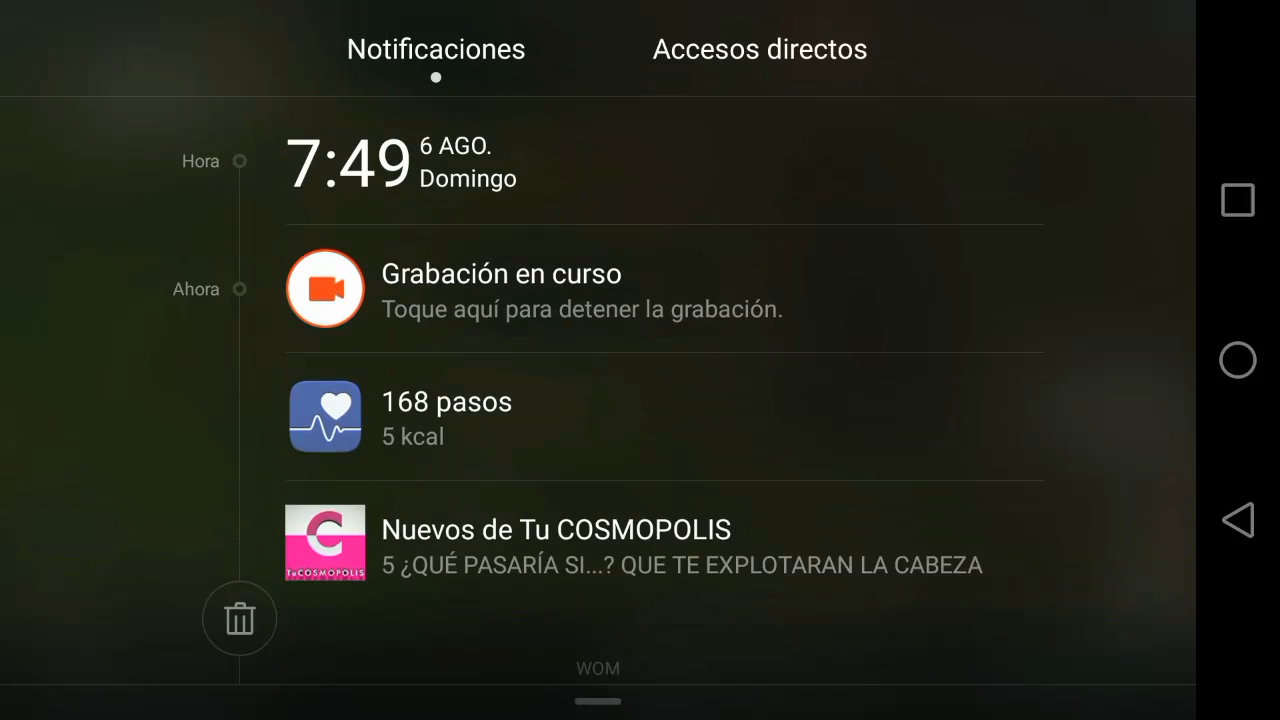 Notificaciones
Accesos directos
Hora
7:49
6 AGO.
Domingo
Ahora
Grabación en curso
Toque aquí para detener la grabación.
168 pasos
5 kcal
Nuevos de Tu COSMOPOLIS
5 ¿QUÉ PASARÍA SI...? QUE TE EXPLOTARAN LA CABEZA
C
TuCOSMOPOLIS
WOM